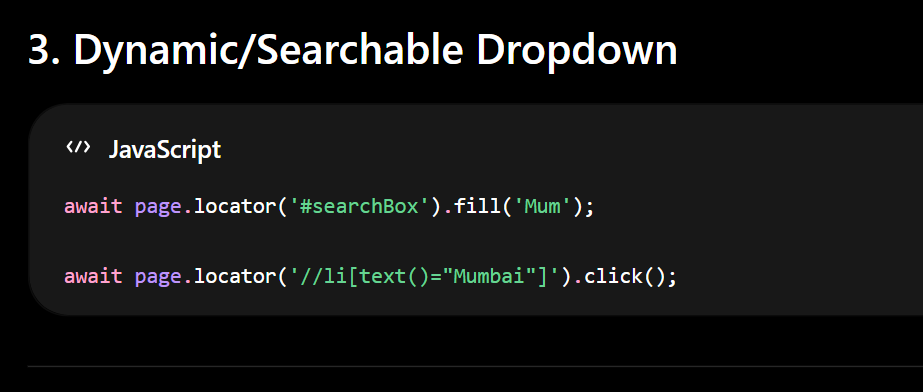 3. Dynamic/Searchable Dropdown
</> JavaScript
await page.locator('#searchBox').fill('Mum');
await page.locator('//li[text()="Mumbai"]').click();